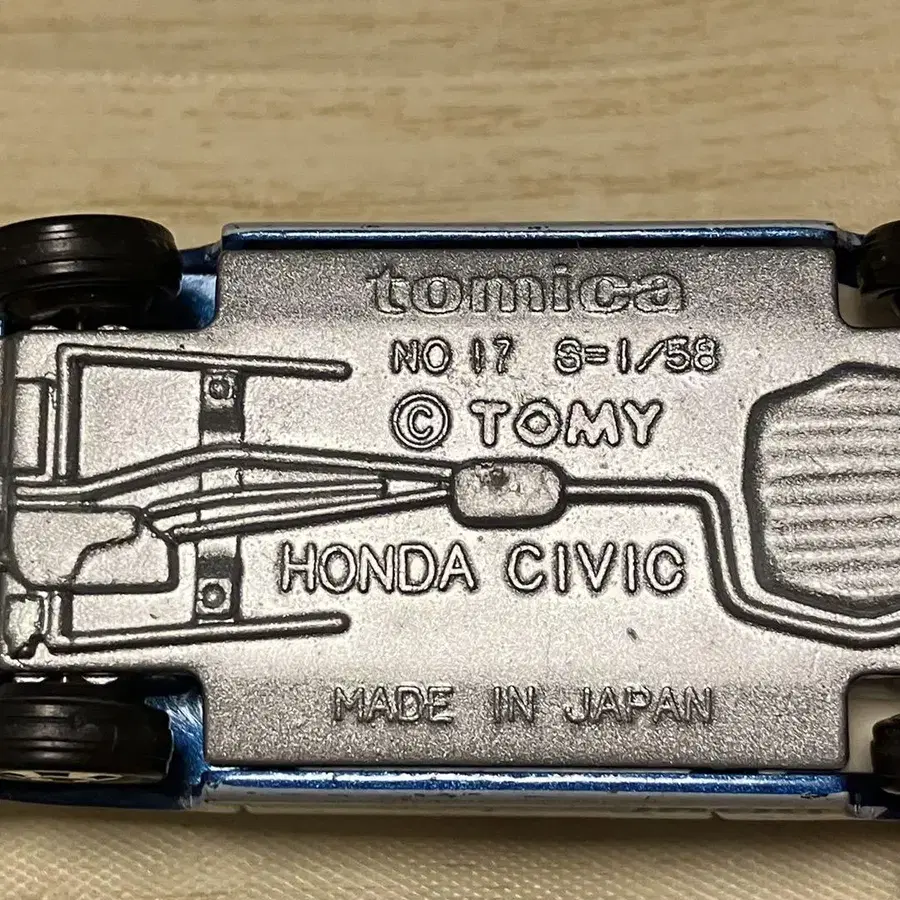 tomica
NO 17 S=1/58
© TOMY
HONDA CIVIC
MADE IN JAPAN